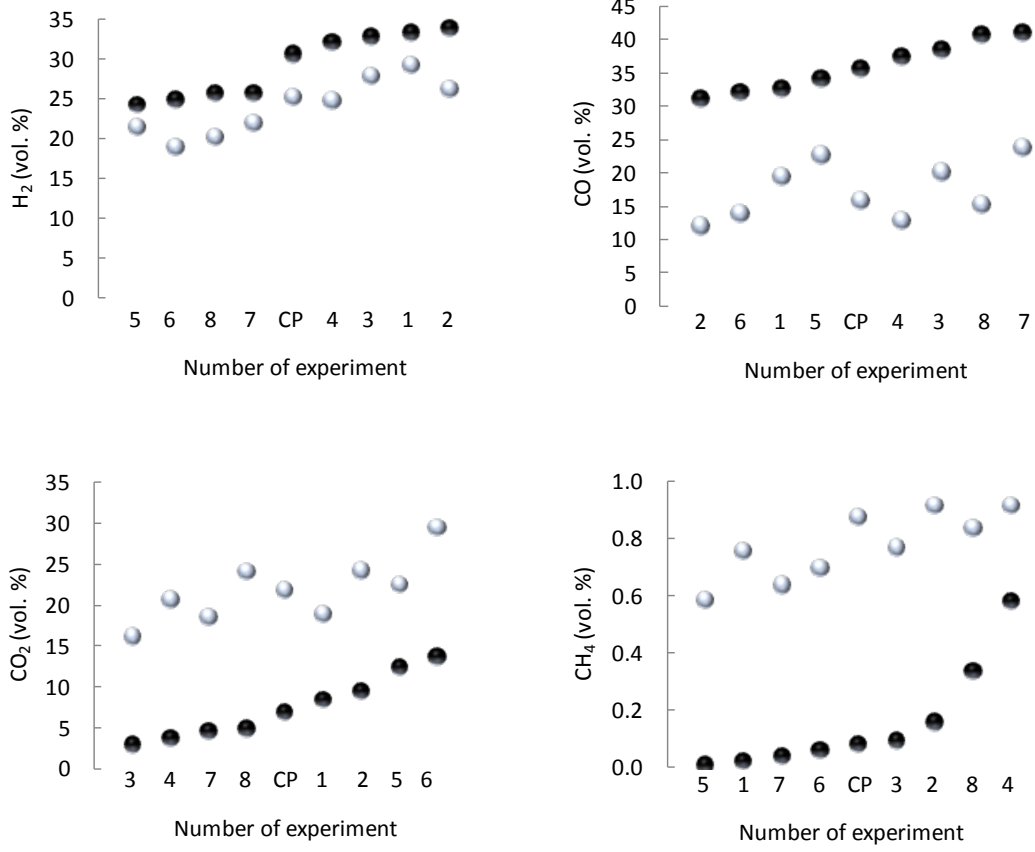 H2 (vol. %)
35
30
25
20
15
10
5
0
5 6 8 7 CP 4 3 1 2
Number of experiment
CO (vol. %)
45
40
35
30
25
20
15
10
5
0
2 6 1 5 CP 4 3 8 7
Number of experiment
CO2 (vol. %)
35
30
25
20
15
10
5
0
3 4 7 8 CP 1 2 5 6
Number of experiment
CH4 (vol. %)
1.0
0.8
0.6
0.4
0.2
0.0
5 1 7 6 CP 3 2 8 4
Number of experiment